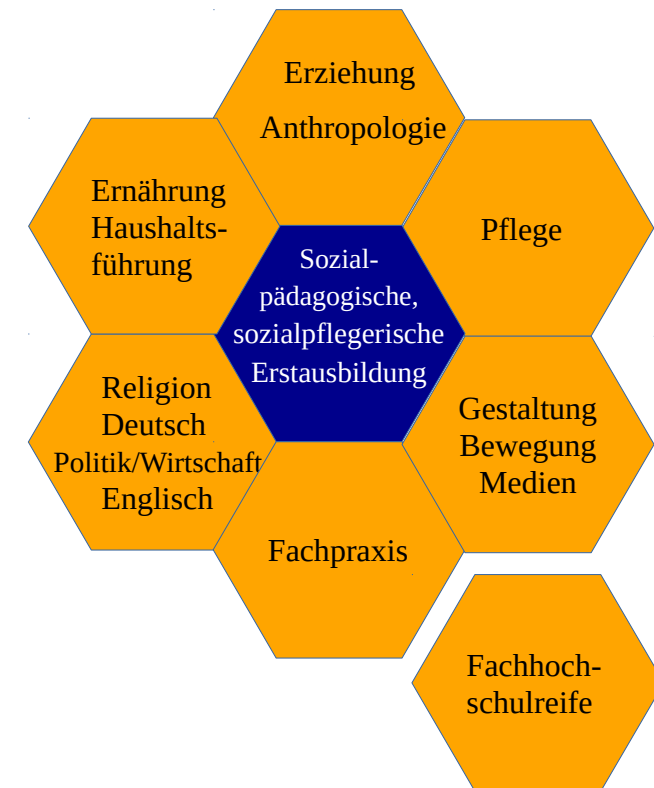 Erziehung
Anthropologie
Ernährung
Haushalts-
führung
Pflege
Sozial-
pädagogische,
sozialpflegerische
Erstausbildung
Religion
Deutsch
Politik/Wirtschaft
Englisch
Gestaltung
Bewegung
Medien
Fachpraxis
Fachhoch-
schulreife